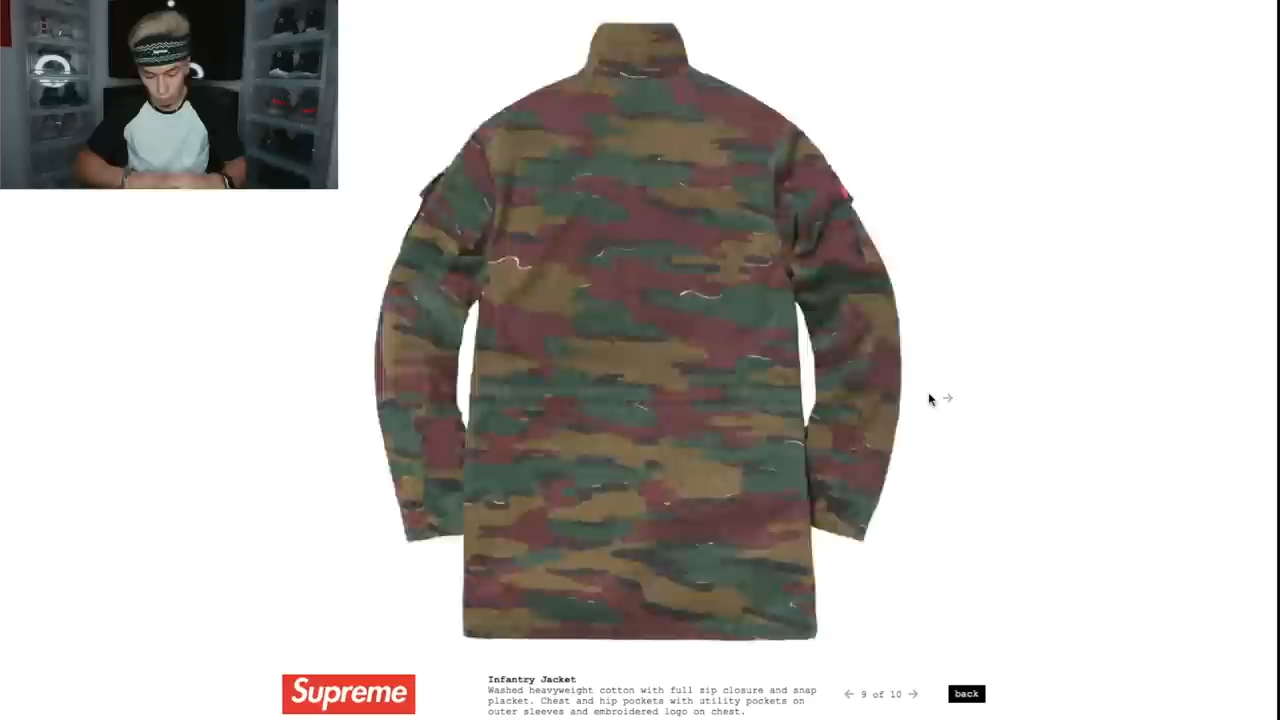 Supreme
Infantry Jacket
Washed heavyweight cotton with full zip closure and snap
placket. Chest and hip pockets with utility pockets on
outer sleeves and embroidered logo on chest.
9 of 10
back